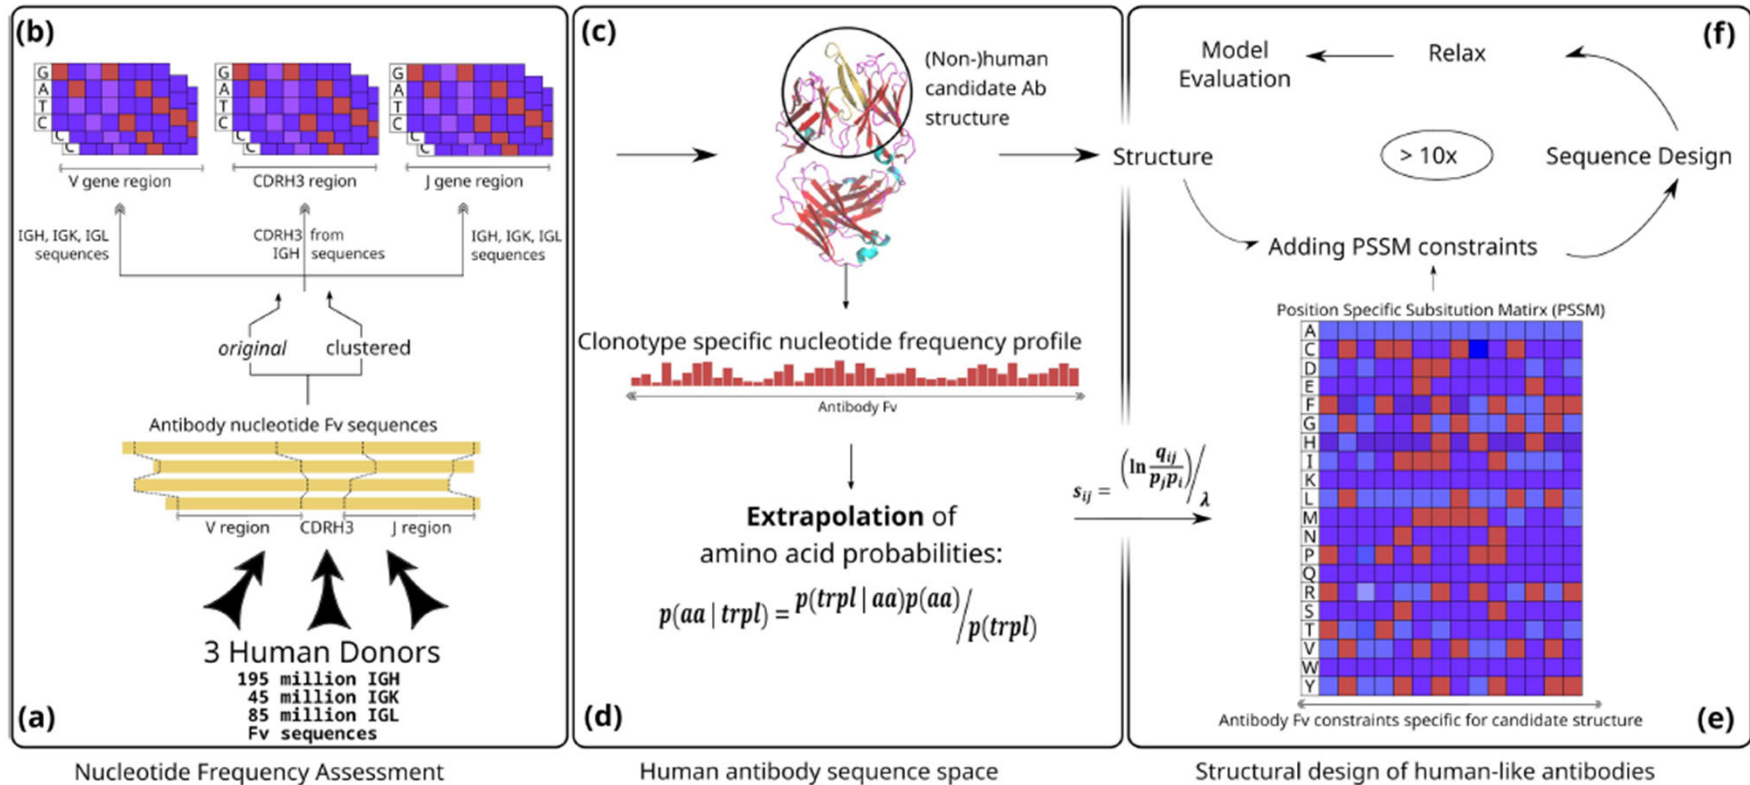 (b)
G
A
T
C
C
C
G
A
T
C
C
C
G
A
T
C
C
C
V gene region
CDRH3 region
J gene region
IGH, IGK, IGL
sequences
CDRH3 from
IGH sequences
IGH, IGK, IGL
sequences
original
clustered
Antibody nucleotide Fv sequences
V region
CDRH3
J region
3 Human Donors
195 million IGH
45 million IGK
85 million IGL
Fv sequences
(a)
Nucleotide Frequency Assessment
(c)
(Non-)human
candidate Ab
structure
Clonotype specific nucleotide frequency profile
Antibody Fv
Extrapolation of
amino acid probabilities:
p(aa | trpl) = p(trpl | aa)p(aa) / p(trpl)
(d)
Human antibody sequence space
s_ij = (ln q_ij / p_j p_i) / λ
(f)
Model
Evaluation
Relax
Structure
> 10x
Sequence Design
Adding PSSM constraints
Position Specific Subsitution Matirx (PSSM)
A
C
D
E
F
G
H
I
K
L
M
N
P
Q
R
S
T
V
W
Y
Antibody Fv constraints specific for candidate structure
(e)
Structural design of human-like antibodies